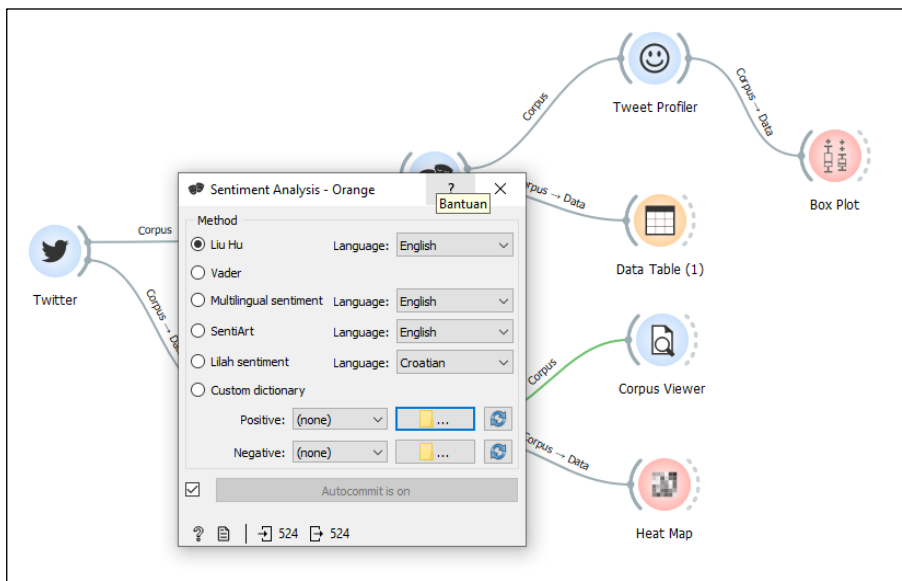 Corpus
Tweet Profiler
Corpus → Data
Box Plot
Sentiment Analysis - Orange
?
Bantuan
Corpus → Data
Data Table (1)
Method
Corpus
Liu Hu
Language:
English
Twitter
Vader
Multilingual sentiment
Language:
English
SentiArt
Language:
English
Corpus → Data
Lilah sentiment
Language:
Croatian
Corpus
Corpus Viewer
Custom dictionary
Positive:
(none)
...
Negative:
(none)
...
Corpus → Data
Autocommit is on
Heat Map
?
524
524